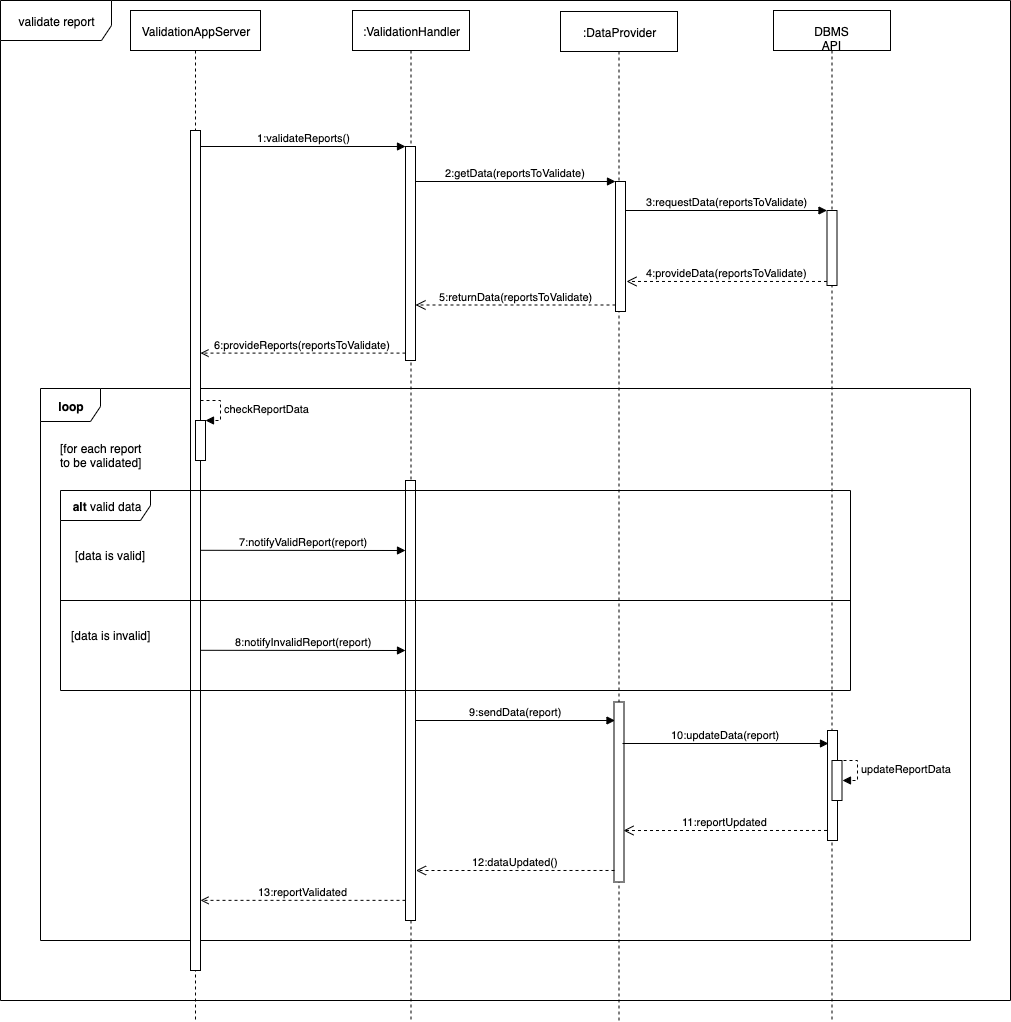 validate report
ValidationAppServer
:ValidationHandler
:DataProvider
DBMS
API
1:validateReports()
2:getData(reportsToValidate)
3:requestData(reportsToValidate)
4:provideData(reportsToValidate)
5:returnData(reportsToValidate)
6:provideReports(reportsToValidate)
loop
checkReportData
[for each report
to be validated]
alt valid data
7:notifyValidReport(report)
[data is valid]
[data is invalid]
8:notifyInvalidReport(report)
9:sendData(report)
10:updateData(report)
updateReportData
11:reportUpdated
12:dataUpdated()
13:reportValidated